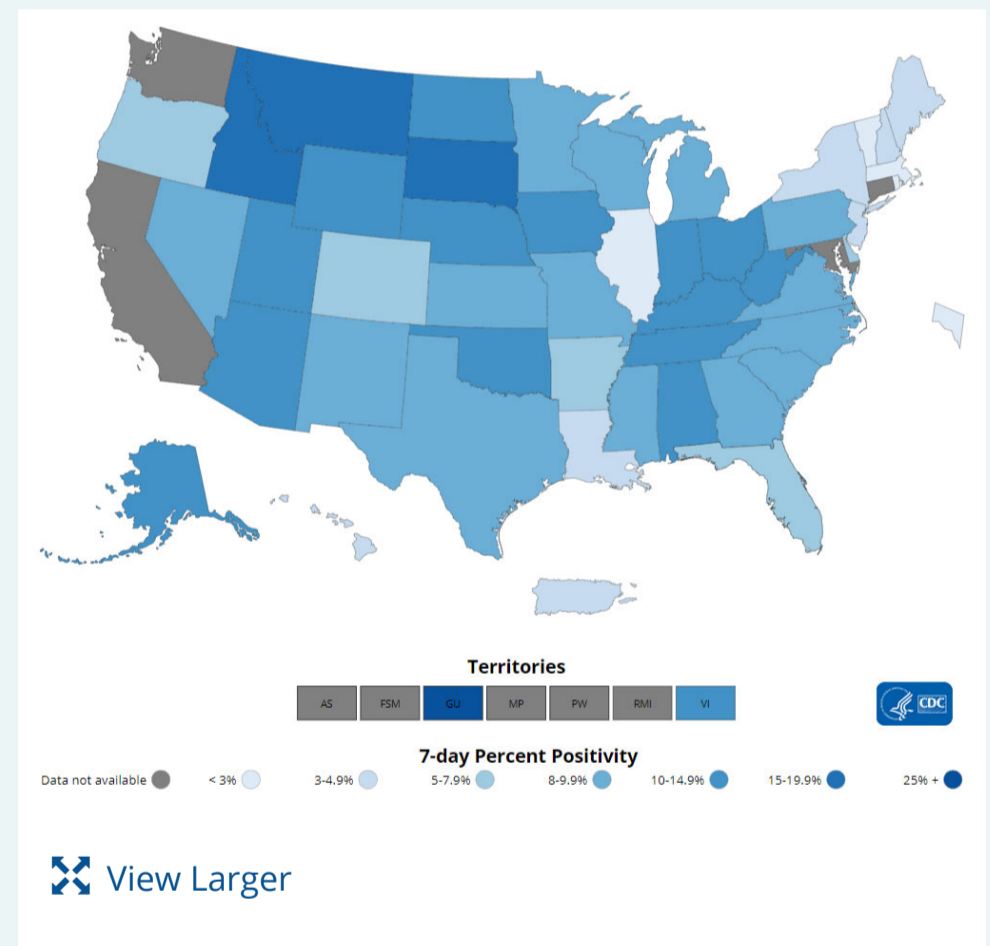 Territories
AS FSM GU MP PW RMI VI
CDC
7-day Percent Positivity
Data not available < 3% 3-4.9% 5-7.9% 8-9.9% 10-14.9% 15-19.9% 25% +
View Larger